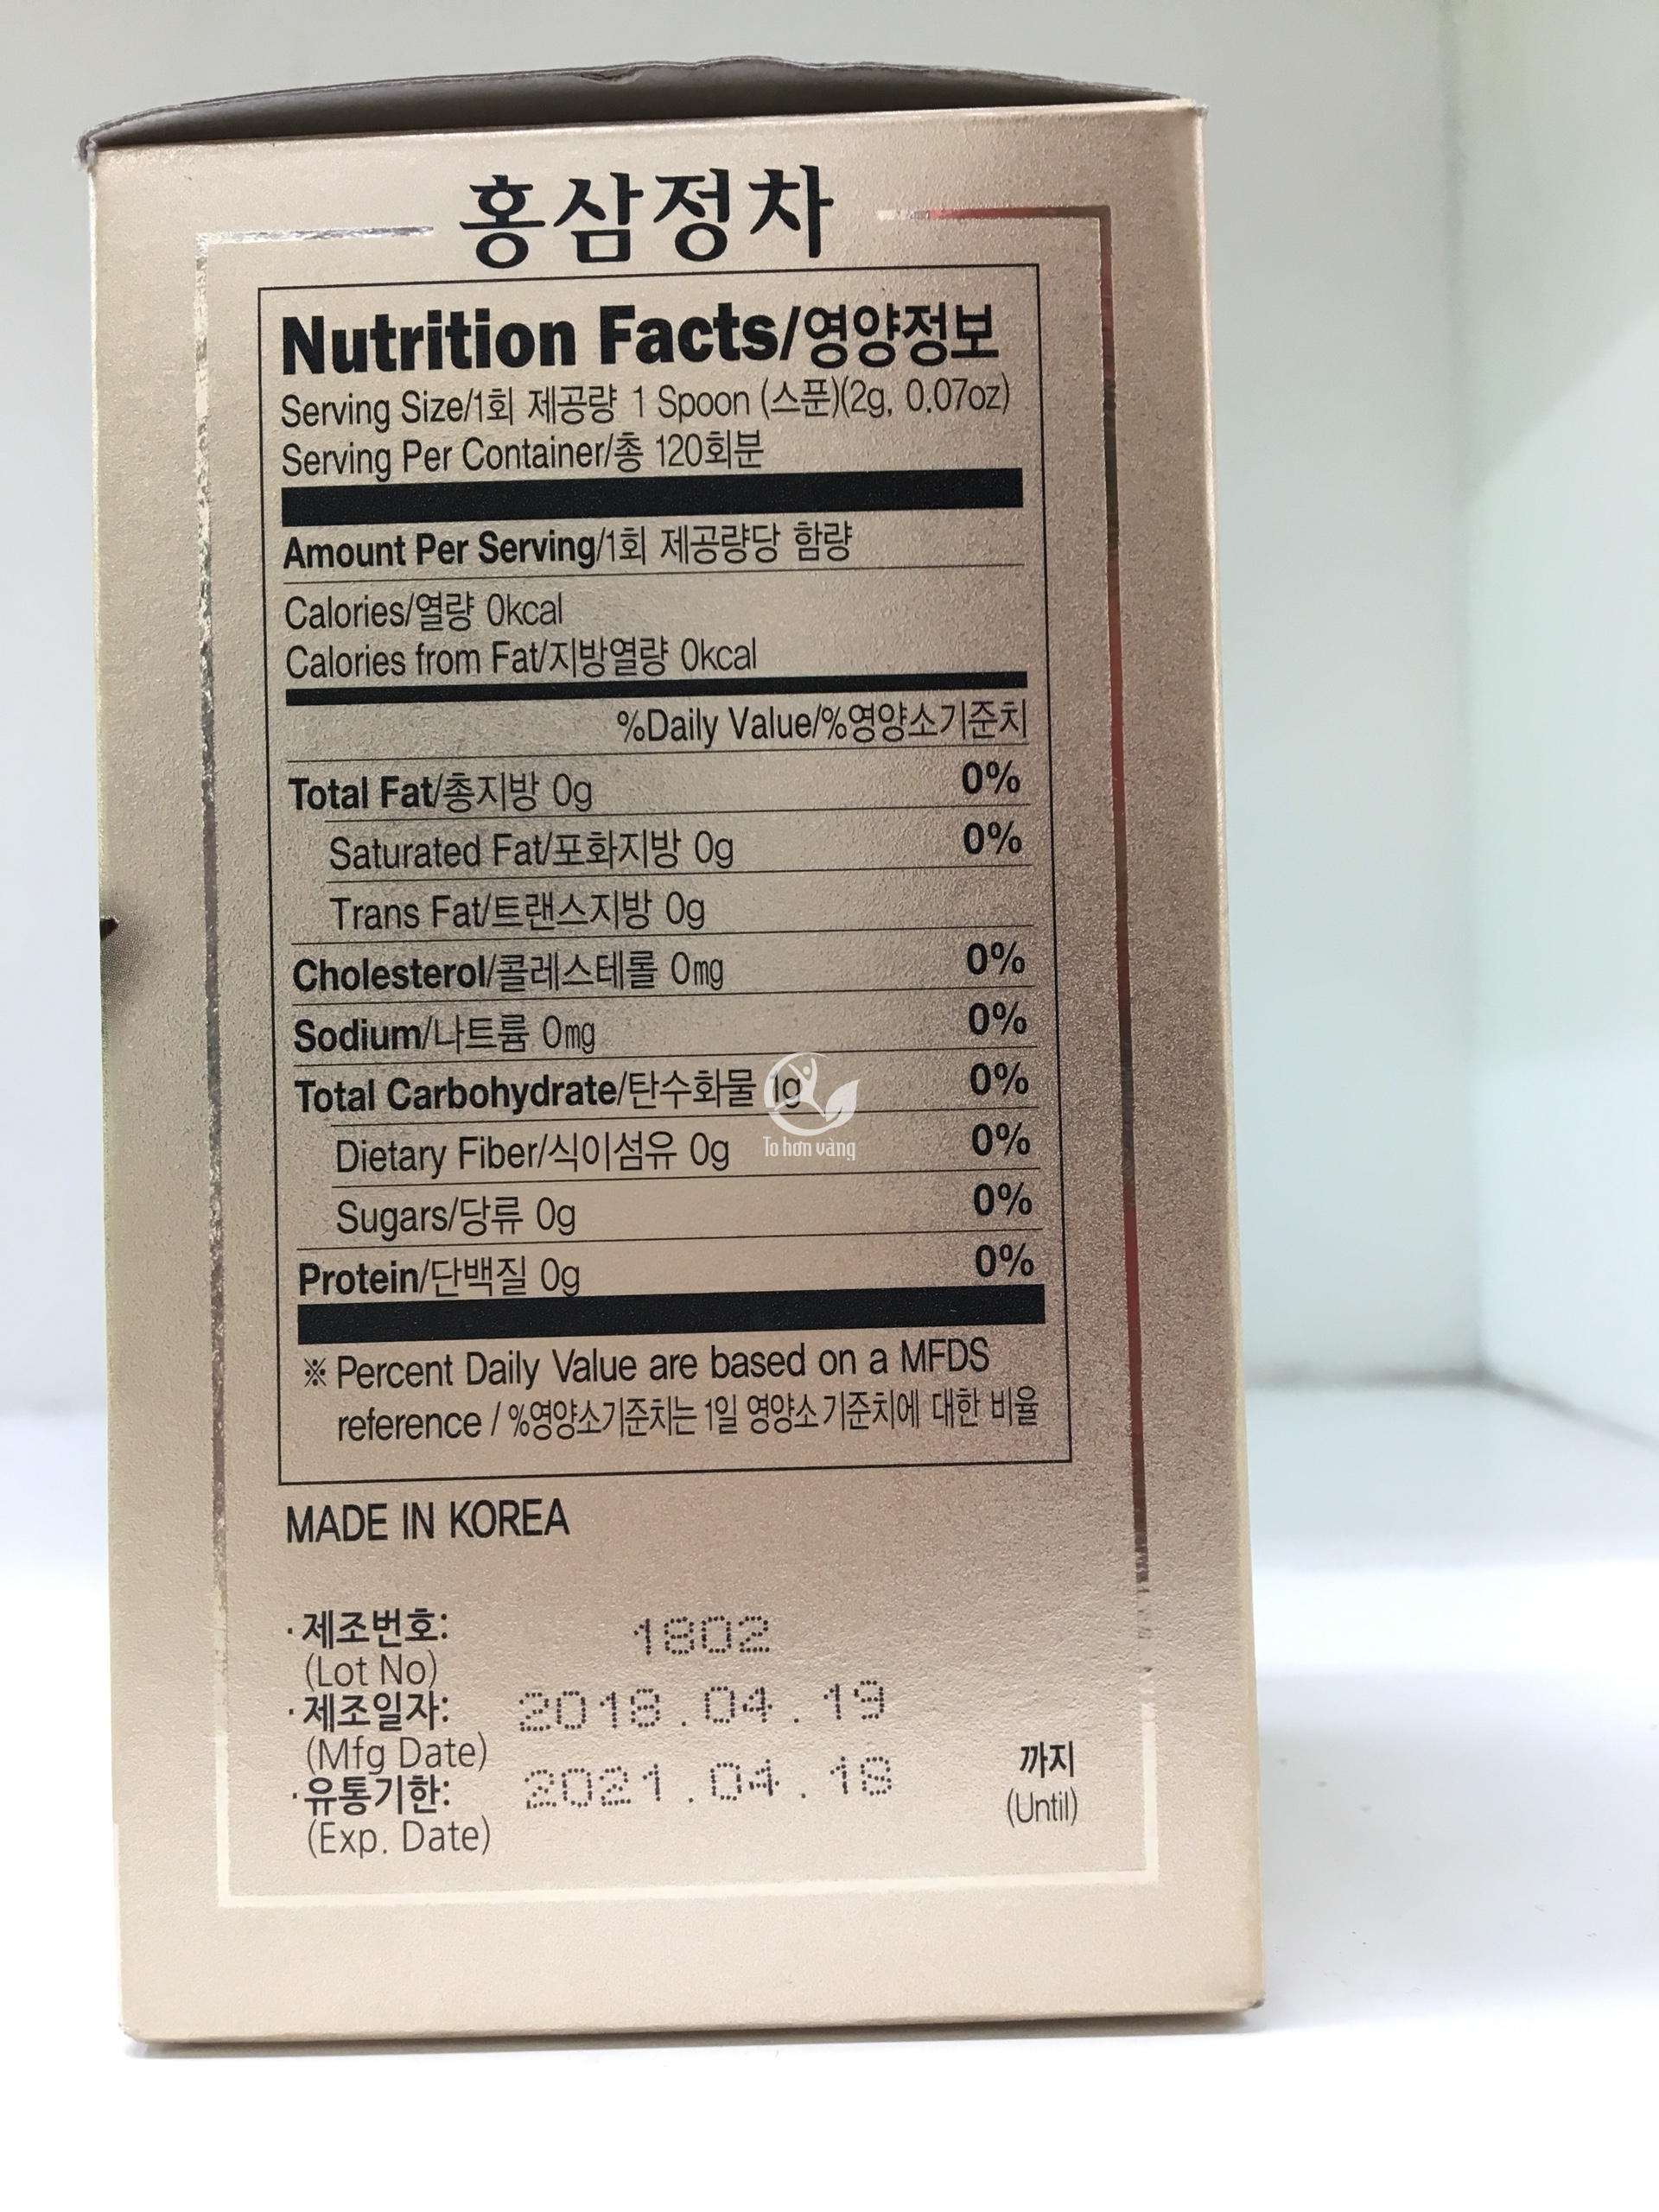 홍삼정차
Nutrition Facts/영양정보
Serving Size/1회 제공량 1 Spoon (스푼)(2g, 0.07oz)
Serving Per Container/총 120회분
Amount Per Serving/1회 제공량당 함량
Calories/열량 0kcal
Calories from Fat/지방열량 0kcal
%Daily Value/%영양소기준치
Total Fat/총지방 0g 0%
Saturated Fat/포화지방 0g 0%
Trans Fat/트랜스지방 0g
Cholesterol/콜레스테롤 0mg 0%
Sodium/나트륨 0mg 0%
Total Carbohydrate/탄수화물 1g 0%
Dietary Fiber/식이섬유 0g 0%
To hơn vàng
Sugars/당류 0g 0%
Protein/단백질 0g 0%
※ Percent Daily Value are based on a MFDS
reference / %영양소기준치는 1일 영양소기준치에 대한 비율
MADE IN KOREA
·제조번호: 1802
(Lot No)
·제조일자: 2018.04.19
(Mfg Date)
·유통기한: 2021.04.18 까지
(Exp. Date) (Until)